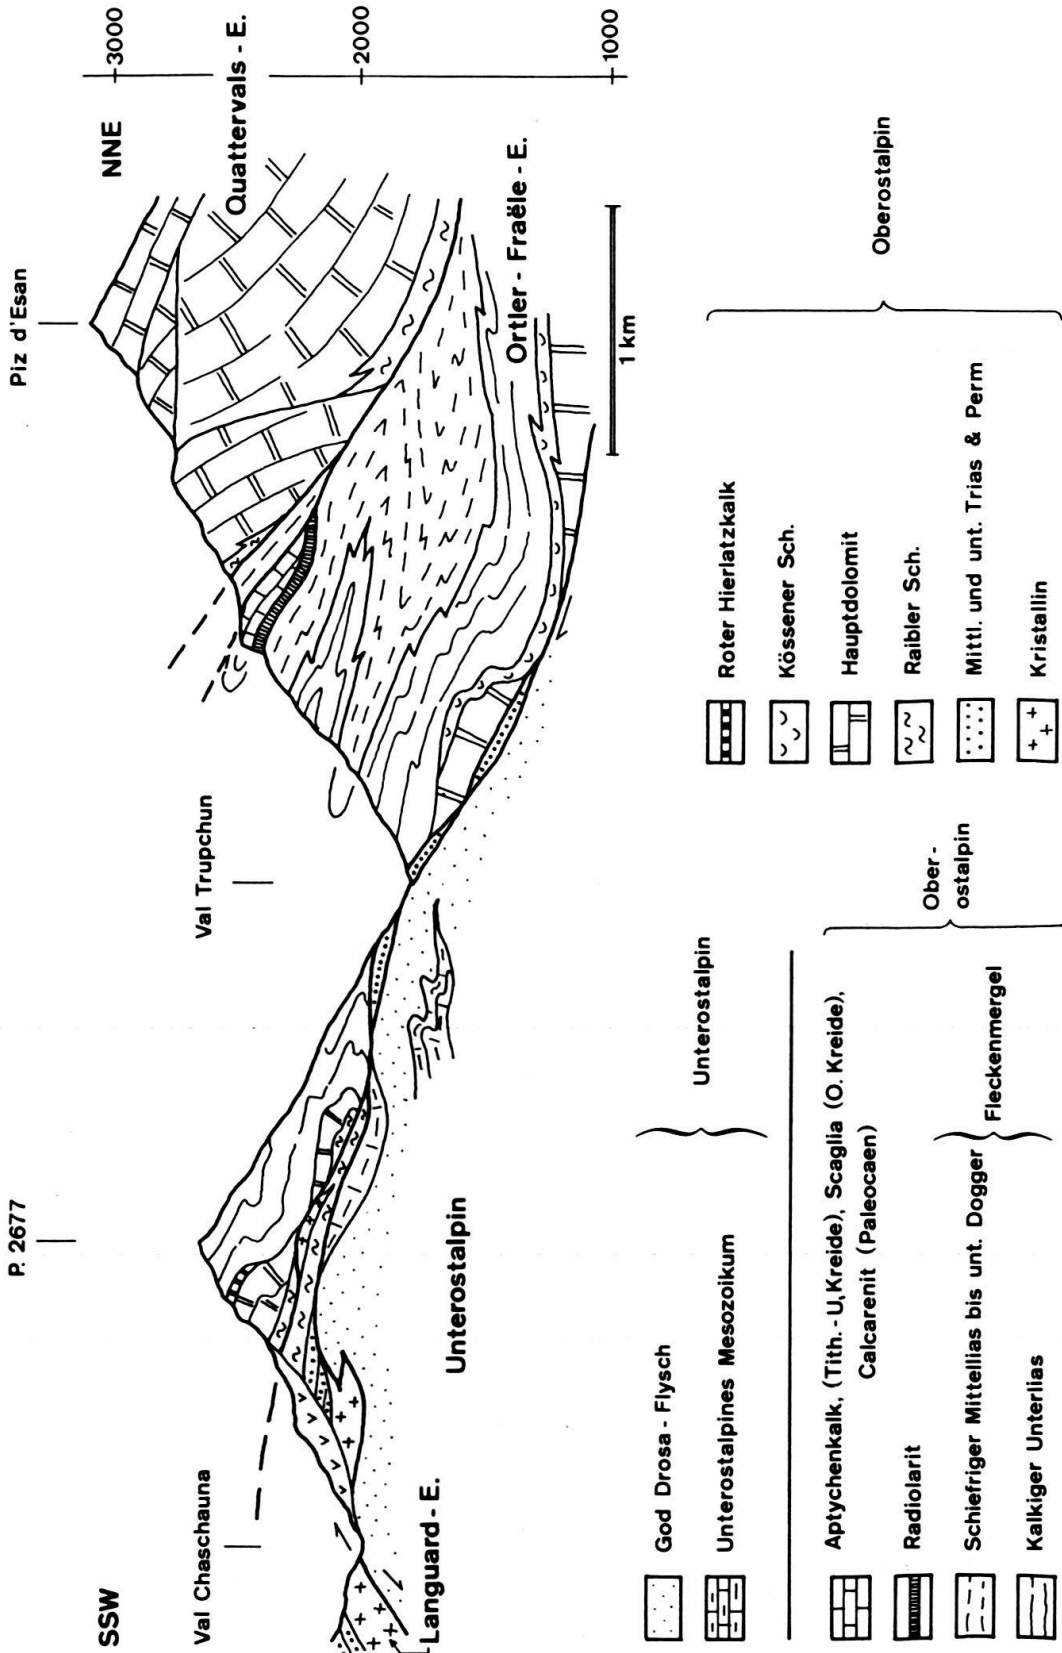 SSW
NNE
Val Chaschauna
P. 2677
Val Trupchun
Piz d'Esan
3000
2000
1000
Quattervals - E.
Ortler - Fraële - E.
1 km
Languard - E.
Unterostalpin
God Drosa - Flysch
Unterostalpines Mesozoikum
Unterostalpin
Aptychenkalk, (Tith. - U,Kreide), Scaglia (O. Kreide),
Calcarenit (Paleocaen)
Radiolarit
Schiefriger Mittellias bis unt. Dogger
Kalkiger Unterlias
Fleckenmergel
Ober -
ostalpin
Roter Hierlatzkalk
Kössener Sch.
Hauptdolomit
Raibler Sch.
Mittl. und unt. Trias & Perm
Kristallin
Oberostalpin